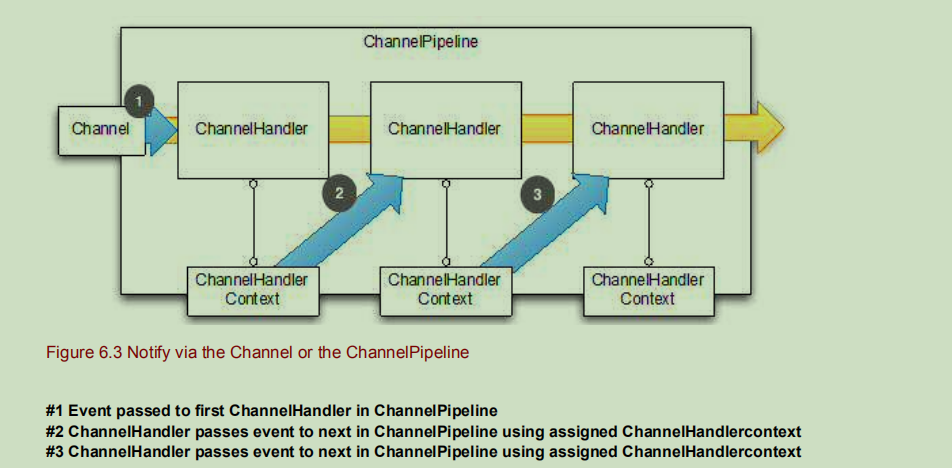 ChannelPipeline
1
Channel
ChannelHandler
ChannelHandler
ChannelHandler
2
3
ChannelHandler
Context
ChannelHandler
Context
ChannelHandler
Context
Figure 6.3 Notify via the Channel or the ChannelPipeline
#1 Event passed to first ChannelHandler in ChannelPipeline
#2 ChannelHandler passes event to next in ChannelPipeline using assigned ChannelHandlercontext
#3 ChannelHandler passes event to next in ChannelPipeline using assigned ChannelHandlercontext